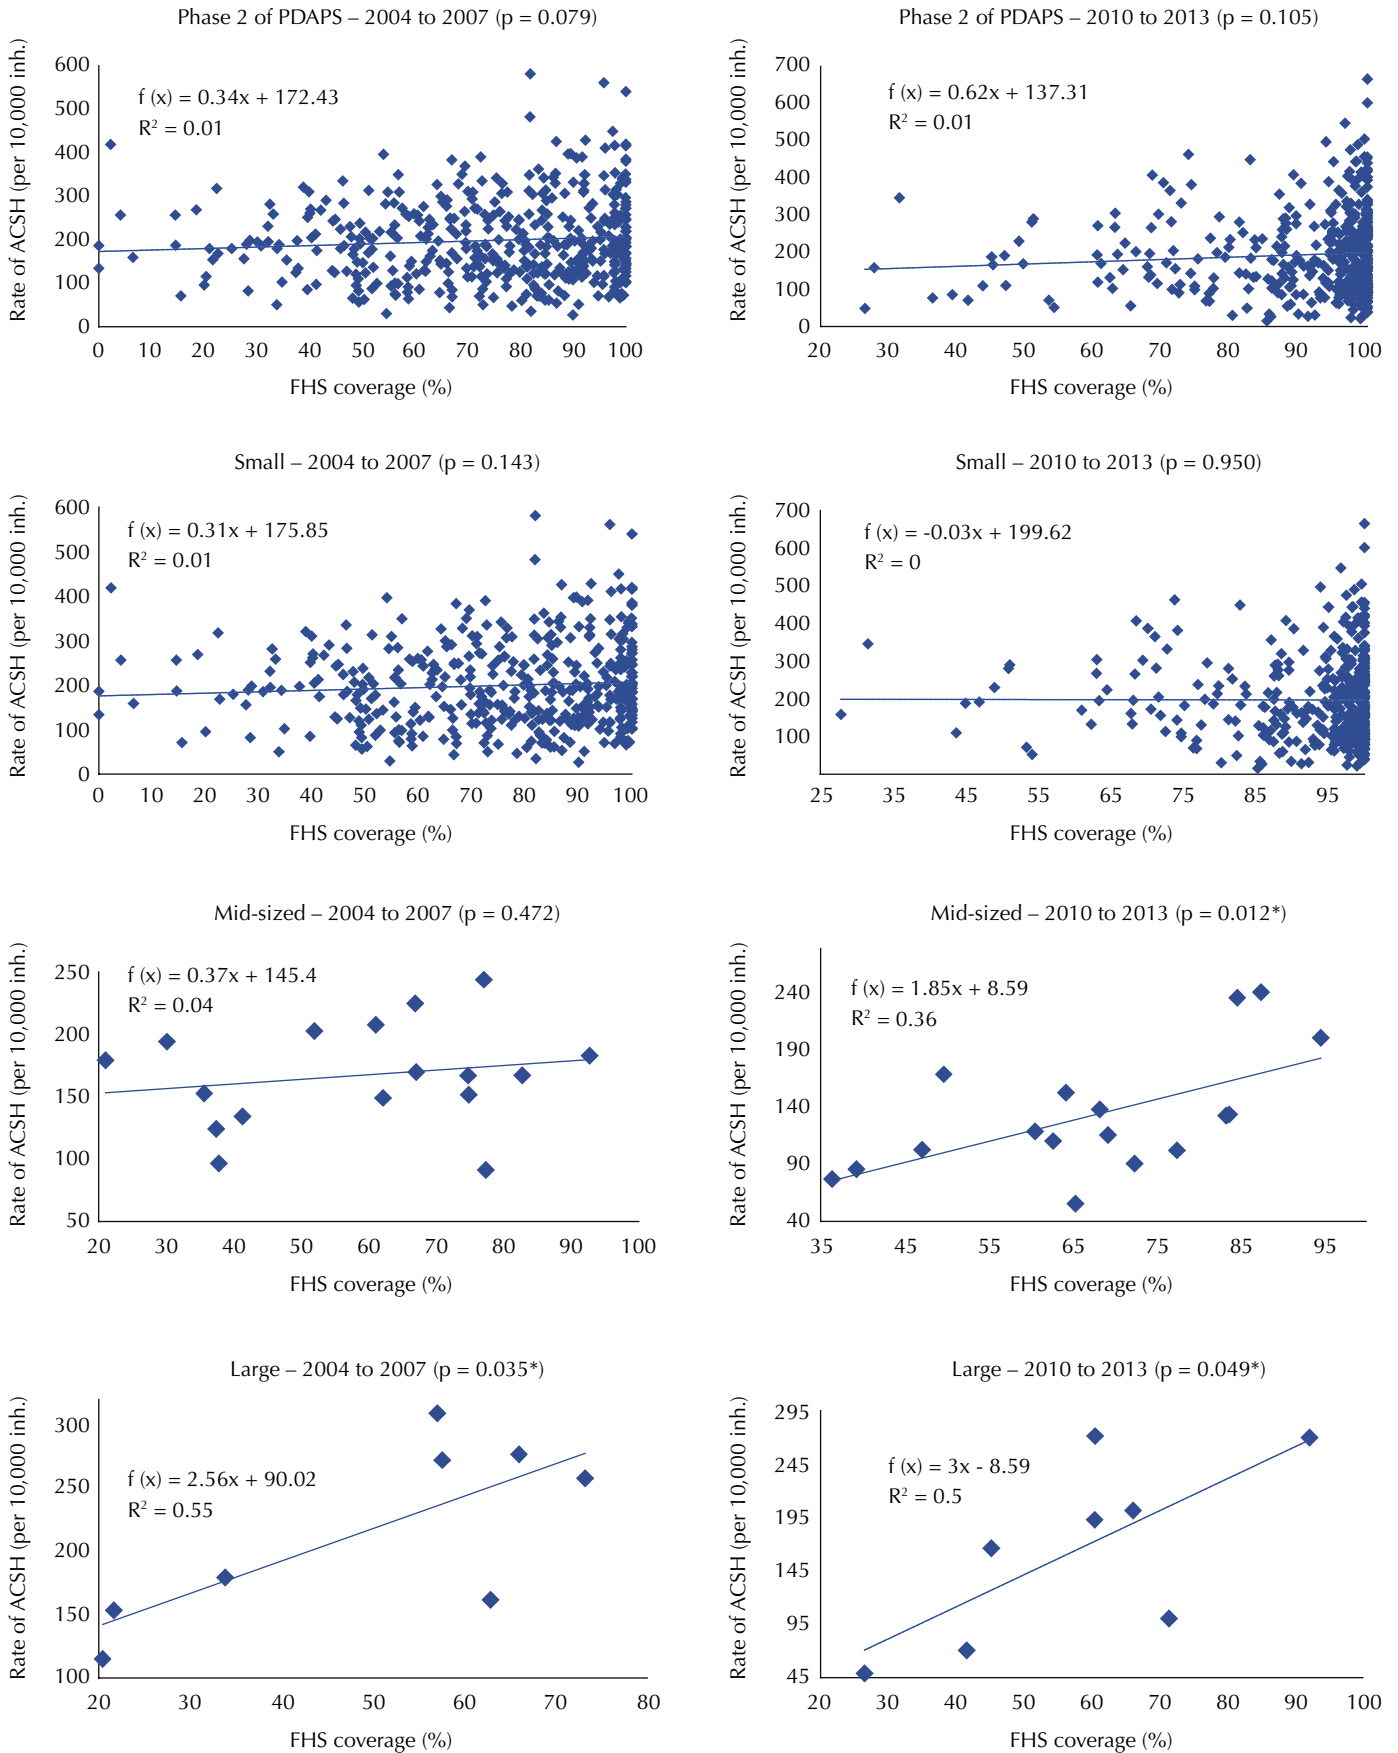 Phase 2 of PDAPS – 2004 to 2007 (p = 0.079)
Rate of ACSH (per 10,000 inh.)
600
500
400
300
200
100
0
f (x) = 0.34x + 172.43
R² = 0.01
0 10 20 30 40 50 60 70 80 90 100
FHS coverage (%)
Phase 2 of PDAPS – 2010 to 2013 (p = 0.105)
Rate of ACSH (per 10,000 inh.)
700
600
500
400
300
200
100
0
f (x) = 0.62x + 137.31
R² = 0.01
20 30 40 50 60 70 80 90 100
FHS coverage (%)
Small – 2004 to 2007 (p = 0.143)
Rate of ACSH (per 10,000 inh.)
600
500
400
300
200
100
0
f (x) = 0.31x + 175.85
R² = 0.01
0 10 20 30 40 50 60 70 80 90 100
FHS coverage (%)
Small – 2010 to 2013 (p = 0.950)
Rate of ACSH (per 10,000 inh.)
700
600
500
400
300
200
100
f (x) = -0.03x + 199.62
R² = 0
25 35 45 55 65 75 85 95
FHS coverage (%)
Mid-sized – 2004 to 2007 (p = 0.472)
Rate of ACSH (per 10,000 inh.)
250
200
150
100
50
f (x) = 0.37x + 145.4
R² = 0.04
20 30 40 50 60 70 80 90 100
FHS coverage (%)
Mid-sized – 2010 to 2013 (p = 0.012*)
Rate of ACSH (per 10,000 inh.)
240
190
140
90
40
f (x) = 1.85x + 8.59
R² = 0.36
35 45 55 65 75 85 95
FHS coverage (%)
Large – 2004 to 2007 (p = 0.035*)
Rate of ACSH (per 10,000 inh.)
300
250
200
150
100
f (x) = 2.56x + 90.02
R² = 0.55
20 30 40 50 60 70 80
FHS coverage (%)
Large – 2010 to 2013 (p = 0.049*)
Rate of ACSH (per 10,000 inh.)
295
245
195
145
95
45
f (x) = 3x - 8.59
R² = 0.5
20 30 40 50 60 70 80 90 100
FHS coverage (%)